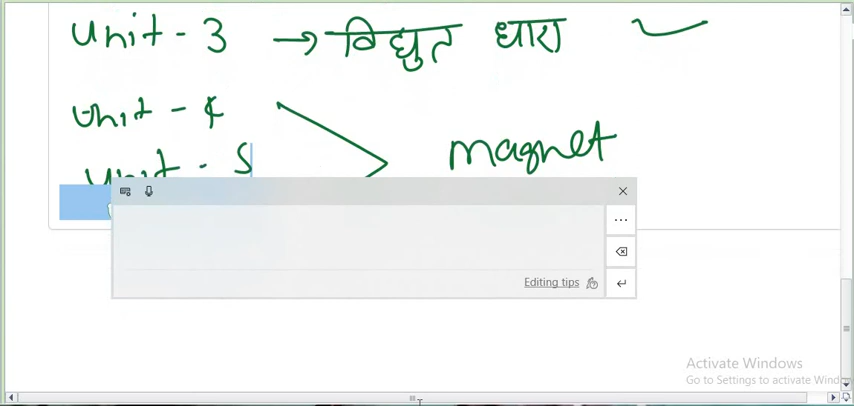 unit - 3 → विद्युत धारा
unit - 4
magnet
unit - 5
Editing tips
Activate Windows
Go to Settings to activate Wind